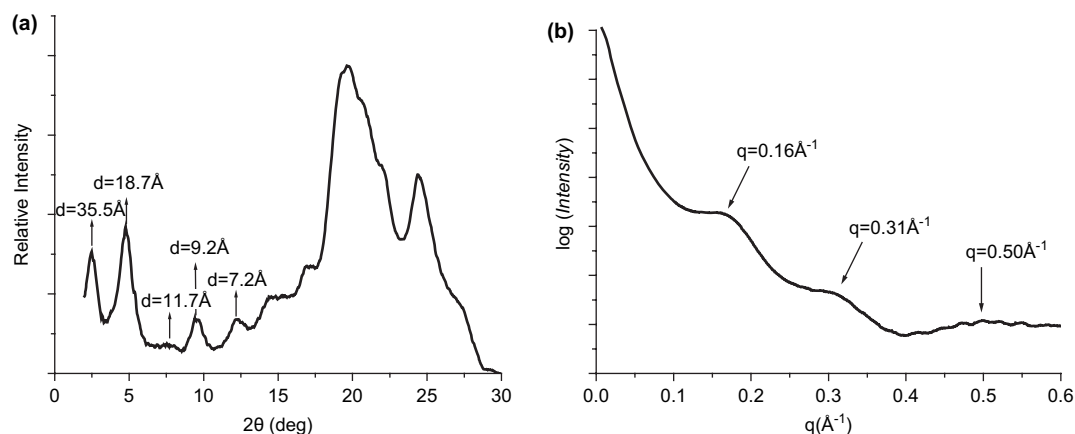 (a)
Relative Intensity
d=35.5Å
d=18.7Å
d=11.7Å
d=9.2Å
d=7.2Å
0 5 10 15 20 25 30
2θ (deg)
(b)
log (Intensity)
q=0.16Å⁻¹
q=0.31Å⁻¹
q=0.50Å⁻¹
0.0 0.1 0.2 0.3 0.4 0.5 0.6
q(Å⁻¹)